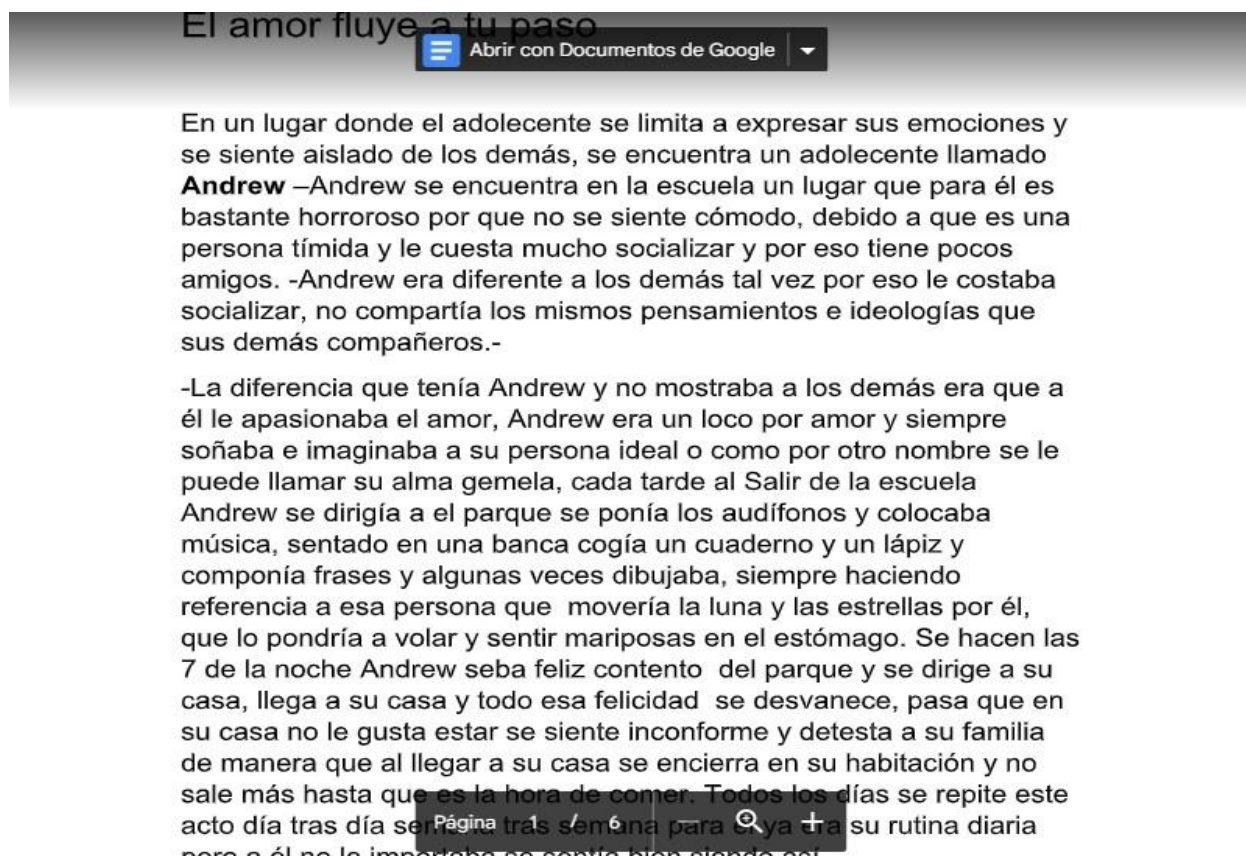 El amor fluye a tu paso
Abrir con Documentos de Google
En un lugar donde el adolecente se limita a expresar sus emociones y
se siente aislado de los demás, se encuentra un adolecente llamado
Andrew –Andrew se encuentra en la escuela un lugar que para él es
bastante horroroso por que no se siente cómodo, debido a que es una
persona tímida y le cuesta mucho socializar y por eso tiene pocos
amigos. -Andrew era diferente a los demás tal vez por eso le costaba
socializar, no compartía los mismos pensamientos e ideologías que
sus demás compañeros.-
-La diferencia que tenía Andrew y no mostraba a los demás era que a
él le apasionaba el amor, Andrew era un loco por amor y siempre
soñaba e imaginaba a su persona ideal o como por otro nombre se le
puede llamar su alma gemela, cada tarde al Salir de la escuela
Andrew se dirigía a el parque se ponía los audífonos y colocaba
música, sentado en una banca cogía un cuaderno y un lápiz y
componía frases y algunas veces dibujaba, siempre haciendo
referencia a esa persona que  movería la luna y las estrellas por él,
que lo pondría a volar y sentir mariposas en el estómago. Se hacen las
7 de la noche Andrew seba feliz contento  del parque y se dirige a su
casa, llega a su casa y todo esa felicidad  se desvanece, pasa que en
su casa no le gusta estar se siente inconforme y detesta a su familia
de manera que al llegar a su casa se encierra en su habitación y no
sale más hasta que es la hora de comer. Todos los días se repite este
acto día tras día semana tras semana para el ya era su rutina diaria
Página 1 / 6
pero a él no le importaba se sentía bien siendo así